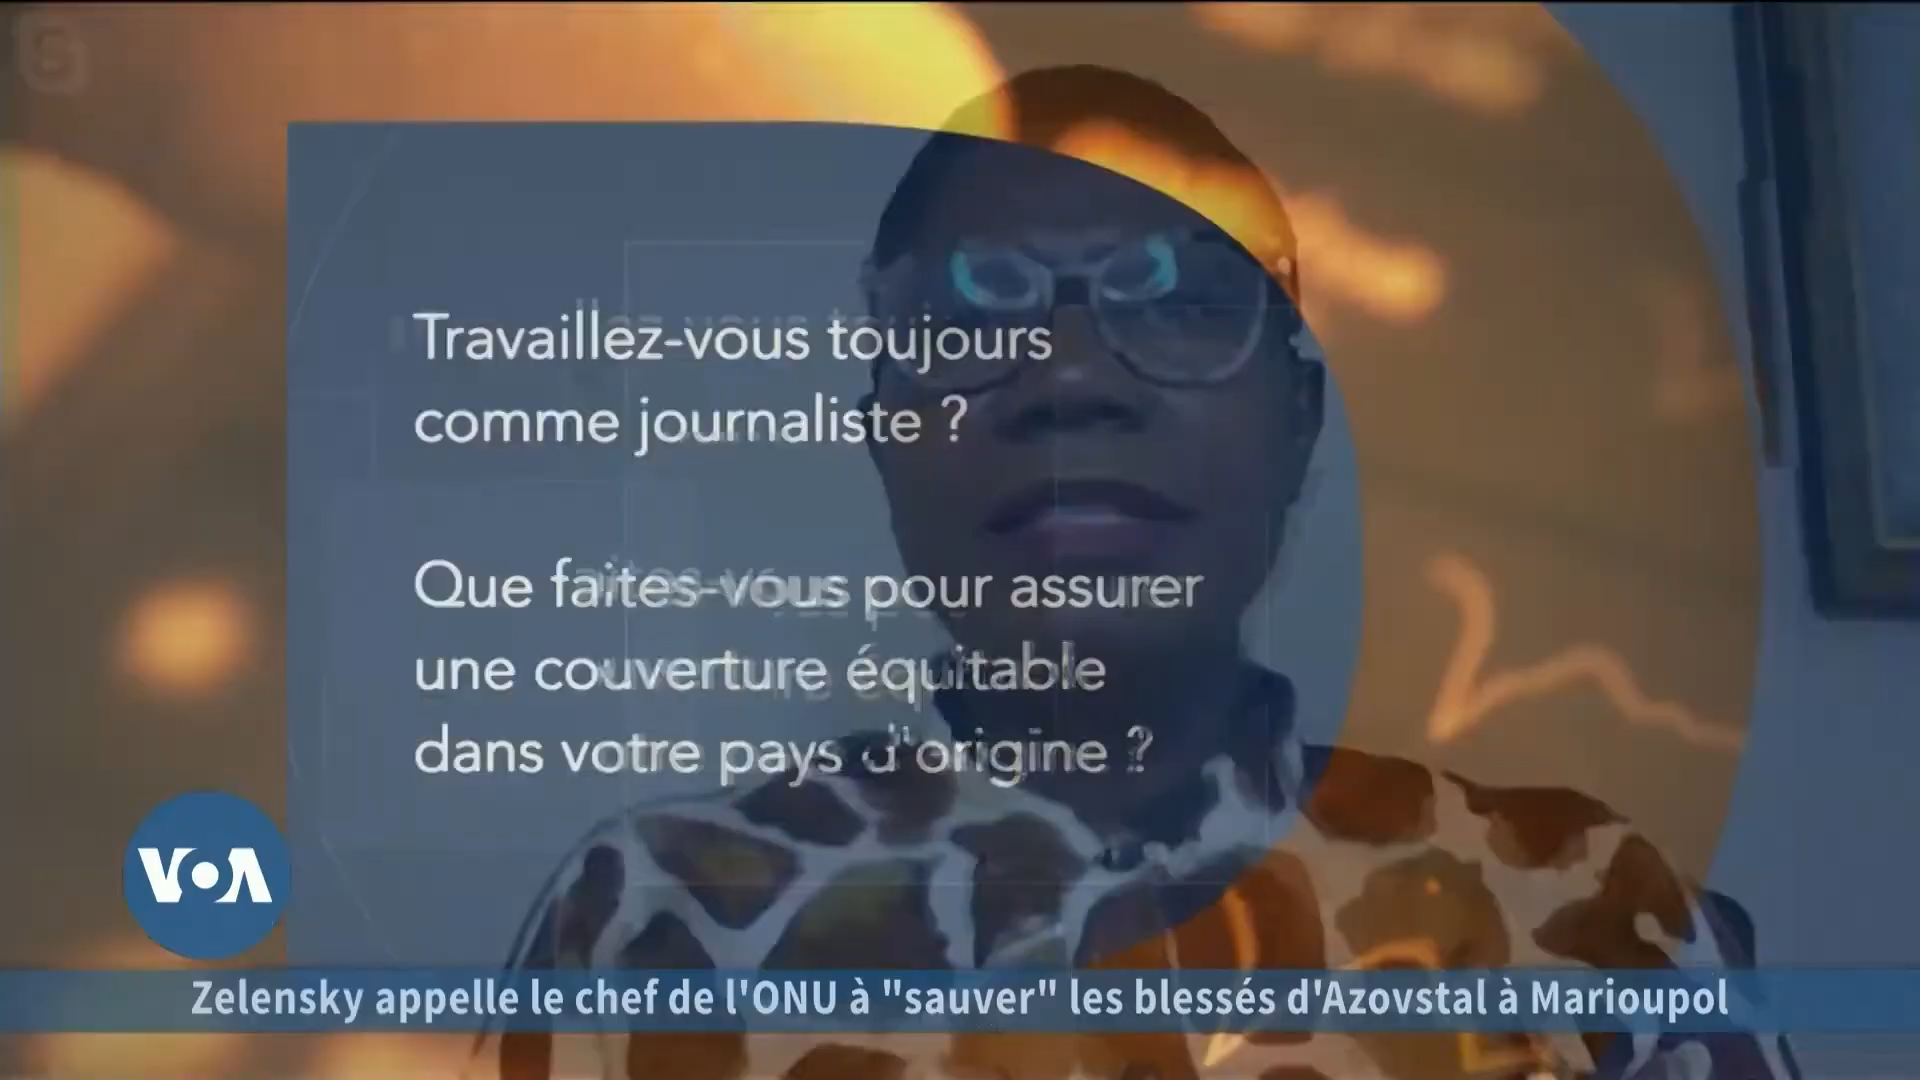 Travaillez-vous toujours
comme journaliste ?
Que faites-vous pour assurer
une couverture équitable
dans votre pays d'origine ?
VOA
Zelensky appelle le chef de l'ONU à "sauver" les blessés d'Azovstal à Marioupol